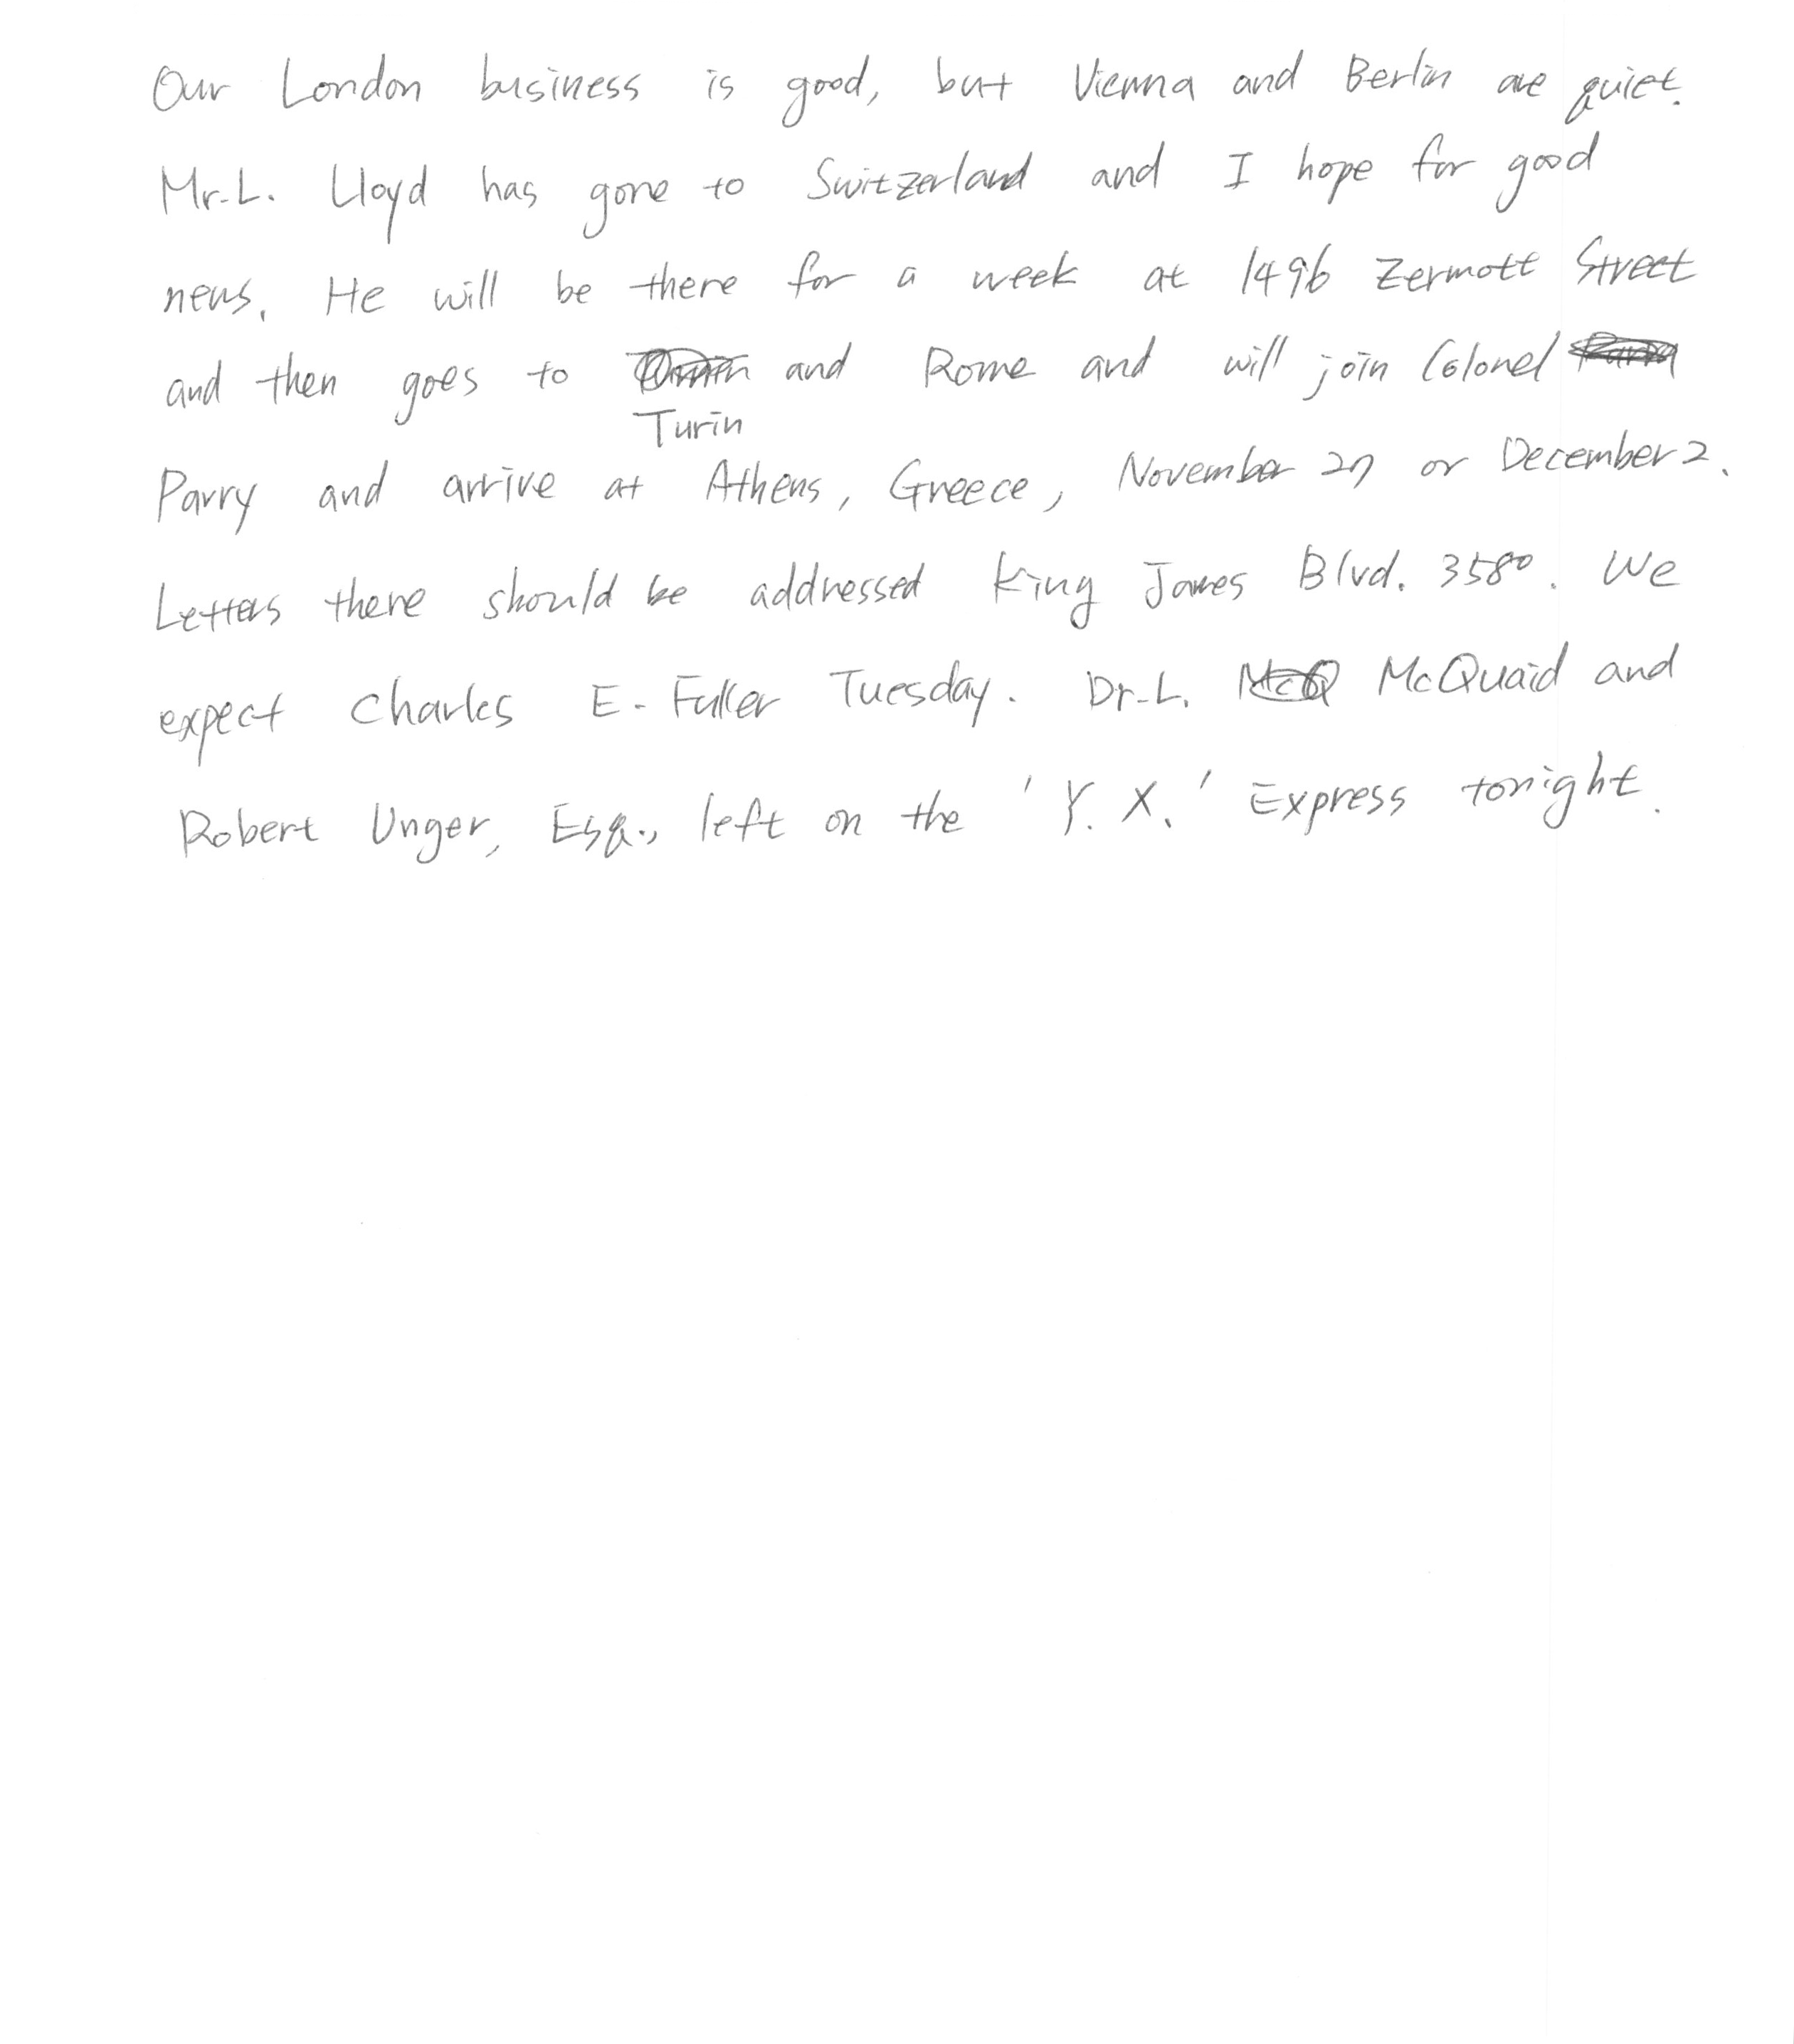 Our London business is good, but Vienna and Berlin are quiet.
Mr. L. Lloyd has gone to Switzerland and I hope for good
news. He will be there for a week at 1496 Zermott Street
and then goes to and Rome and will join Colonel
Turin
Parry and arrive at Athens, Greece, November 27 or December 2.
Letters there should be addressed King James Blvd. 3580. We
expect Charles E. Fuller Tuesday. Dr. L. McQuaid and
Robert Unger, Esq., left on the 'Y. X.' Express tonight.